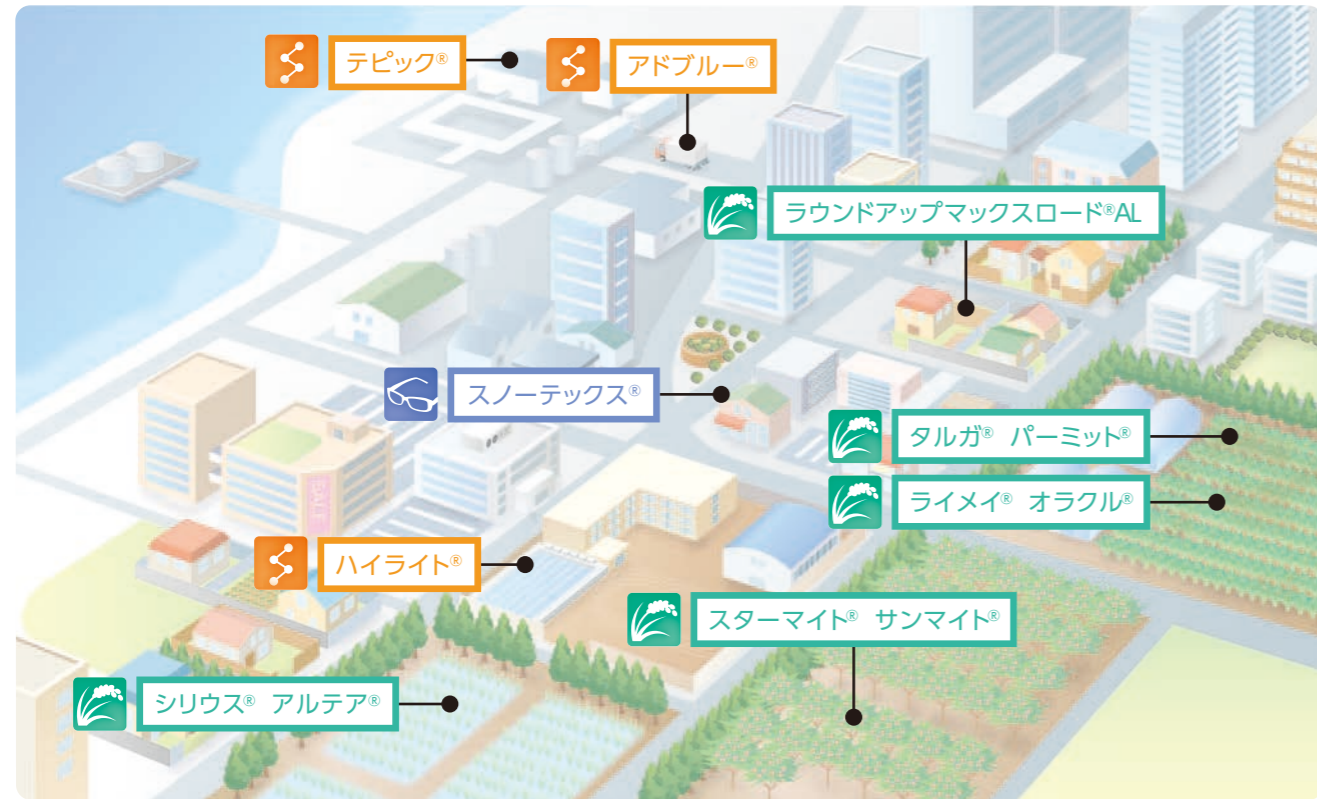 テピック®
アドブルー®
ラウンドアップマックスロード®AL
スノーテックス®
タルガ® パーミット®
ライメイ® オラクル®
ハイライト®
スターマイト® サンマイト®
シリウス® アルテア®
SALE